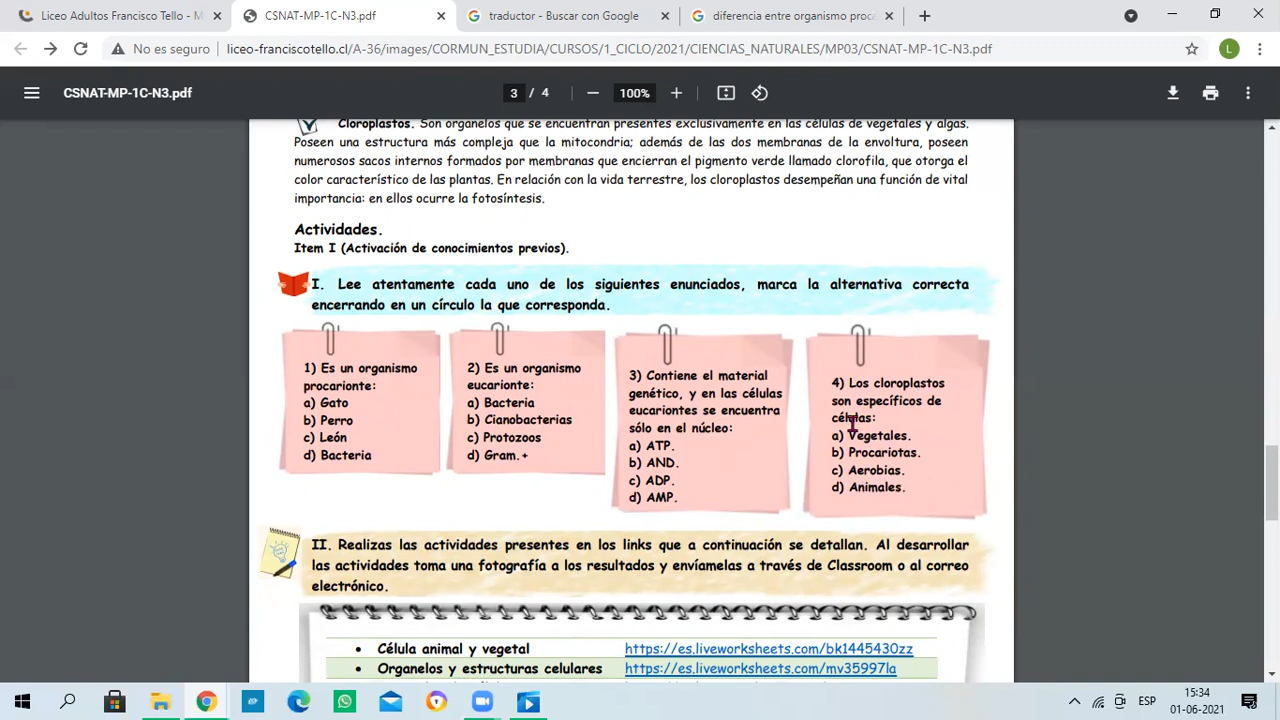 Liceo Adultos Francisco Tello - M
CSNAT-MP-1C-N3.pdf
traductor - Buscar con Google
diferencia entre organismo procá
No es seguro
liceo-franciscotello.cl/A-36/images/CORMUN_ESTUDIA/CURSOS/1_CICLO/2021/CIENCIAS_NATURALES/MP03/CSNAT-MP-1C-N3.pdf
L
CSNAT-MP-1C-N3.pdf
3 / 4
100%
Cloroplastos. Son organelos que se encuentran presentes exclusivamente en las células de vegetales y algas.
Poseen una estructura más compleja que la mitocondria; además de las dos membranas de la envoltura, poseen
numerosos sacos internos formados por membranas que encierran el pigmento verde llamado clorofila, que otorga el
color característico de las plantas. En relación con la vida terrestre, los cloroplastos desempeñan una función de vital
importancia: en ellos ocurre la fotosíntesis.
Actividades.
Item I (Activación de conocimientos previos).
I. Lee atentamente cada uno de los siguientes enunciados, marca la alternativa correcta
encerrando en un círculo la que corresponda.
1) Es un organismo
procarionte:
a) Gato
b) Perro
c) León
d) Bacteria
2) Es un organismo
eucarionte:
a) Bacteria
b) Cianobacterias
c) Protozoos
d) Gram.+
3) Contiene el material
genético, y en las células
eucariontes se encuentra
sólo en el núcleo:
a) ATP.
b) AND.
c) ADP.
d) AMP.
4) Los cloroplastos
son específicos de
células:
a) Vegetales.
b) Procariotas.
c) Aerobias.
d) Animales.
II. Realizas las actividades presentes en los links que a continuación se detallan. Al desarrollar
las actividades toma una fotografía a los resultados y envíamelas a través de Classroom o al correo
electrónico.
Célula animal y vegetal https://es.liveworksheets.com/bk1445430zz
Organelos y estructuras celulares https://es.liveworksheets.com/mv35997la
ESP
15:34
01-06-2021